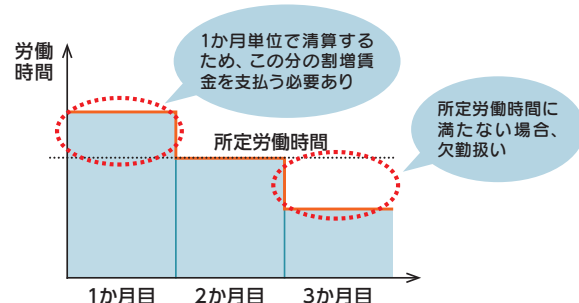 労働
時間
1か月単位で清算する
ため、この分の割増賃
金を支払う必要あり
所定労働時間に
満たない場合、
欠勤扱い
所定労働時間
1か月目
2か月目
3か月目